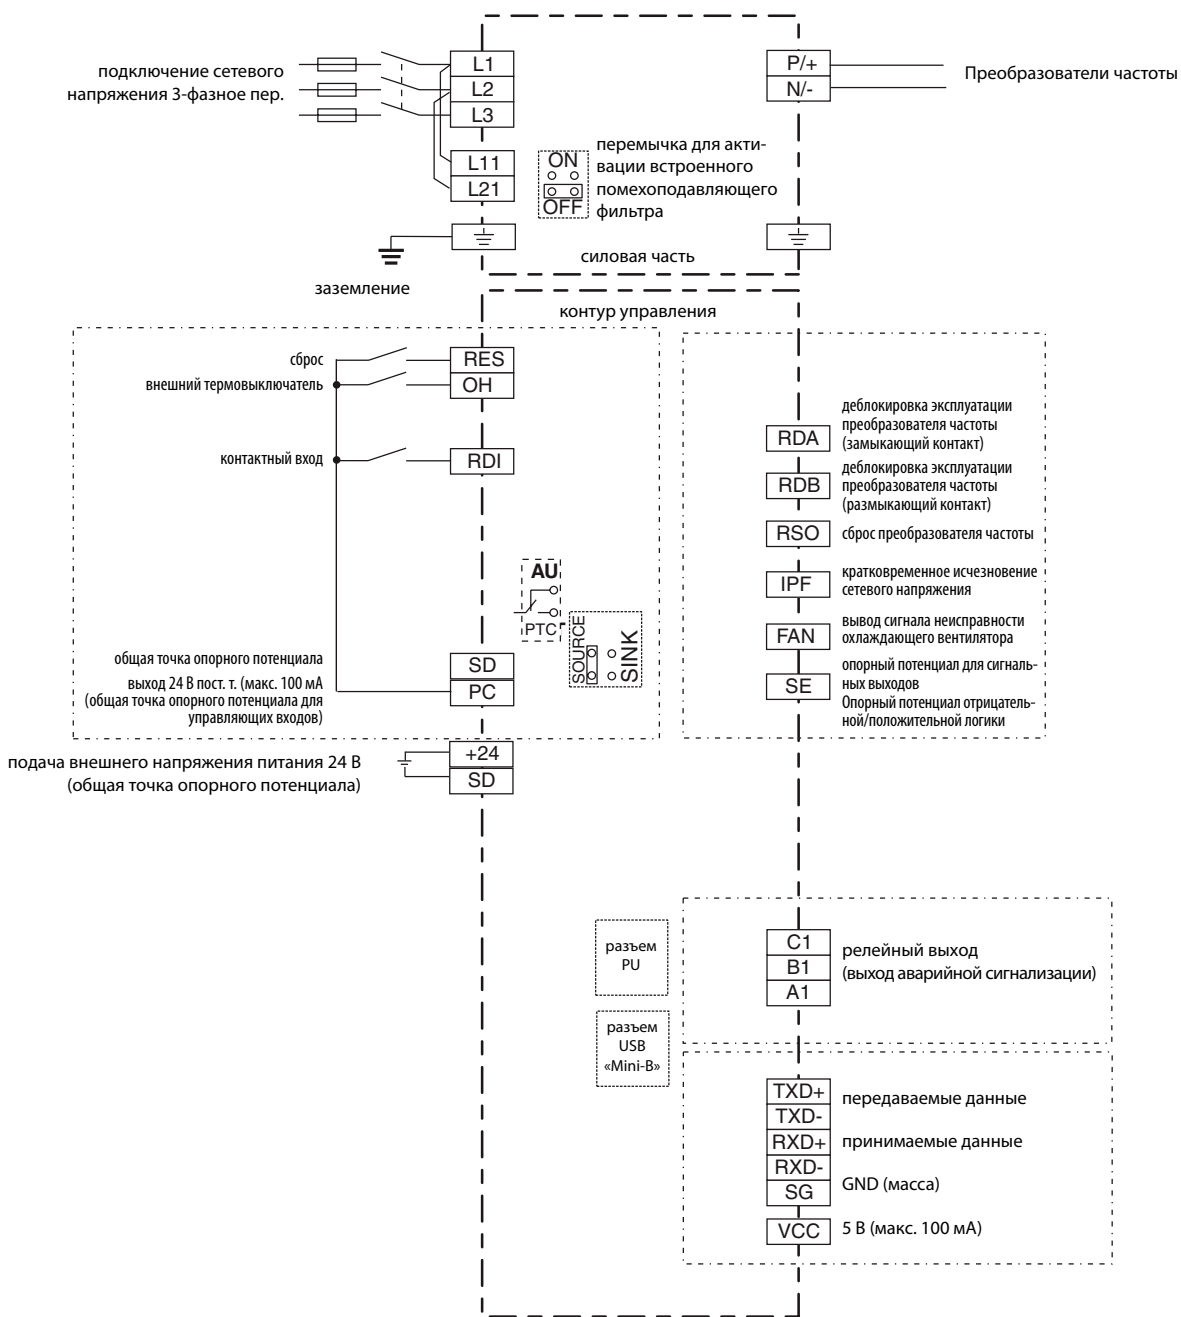 подключение сетевого
напряжения 3-фазное пер.
L1
L2
L3
L11
L21
P/+
N/-
Преобразователи частоты
ON
OFF
перемычка для акти-
вации встроенного
помехоподавляющего
фильтра
силовая часть
заземление
контур управления
сброс
RES
внешний термовыключатель
OH
контактный вход
RDI
AU
PTC
SOURCE
SINK
общая точка опорного потенциала
SD
выход 24 В пост. т. (макс. 100 мА
(общая точка опорного потенциала для
управляющих входов)
PC
подача внешнего напряжения питания 24 В
(общая точка опорного потенциала)
+24
SD
RDA
деблокировка эксплуатации
преобразователя частоты
(замыкающий контакт)
RDB
деблокировка эксплуатации
преобразователя частоты
(размыкающий контакт)
RSO
сброс преобразователя частоты
IPF
кратковременное исчезновение
сетевого напряжения
FAN
вывод сигнала неисправности
охлаждающего вентилятора
SE
опорный потенциал для сигналь-
ных выходов
Опорный потенциал отрицатель-
ной/положительной логики
разъем
PU
разъем
USB
«Mini-B»
C1
B1
A1
релейный выход
(выход аварийной сигнализации)
TXD+
TXD-
передаваемые данные
RXD+
RXD-
принимаемые данные
SG
GND (масса)
VCC
5 В (макс. 100 мА)